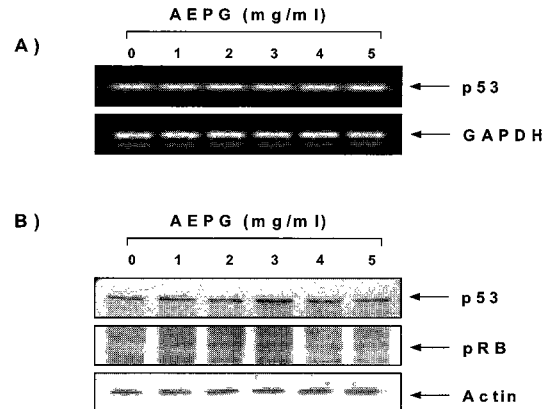 AEPG (mg/ml)
A)
0 1 2 3 4 5
p53
GAPDH
AEPG (mg/ml)
B)
0 1 2 3 4 5
p53
pRB
Actin